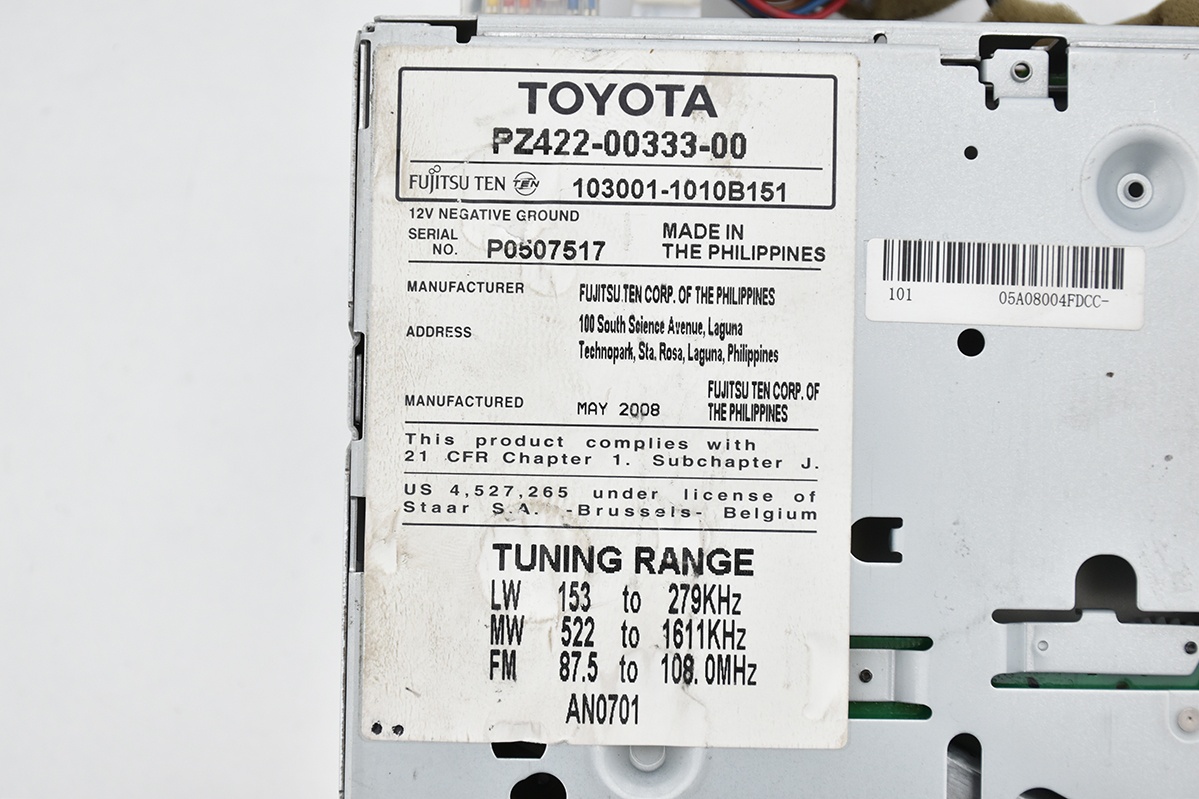 TOYOTA
PZ422-00333-00
FUJITSU TEN TEN 103001-1010B151
12V NEGATIVE GROUND
SERIAL NO. P0507517
MADE IN THE PHILIPPINES
MANUFACTURER FUJITSU TEN CORP. OF THE PHILIPPINES
ADDRESS 100 South Science Avenue, Laguna
Technopark, Sta. Rosa, Laguna, Philippines
MANUFACTURED MAY 2008 FUJITSU TEN CORP. OF
THE PHILIPPINES
This product complies with
21 CFR Chapter 1. Subchapter J.
US 4,527,265 under license of
Staar S.A. -Brussels- Belgium
TUNING RANGE
LW 153 to 279KHz
MW 522 to 1611KHz
FM 87.5 to 108.0MHz
AN0701
101 05A08004FDCC-